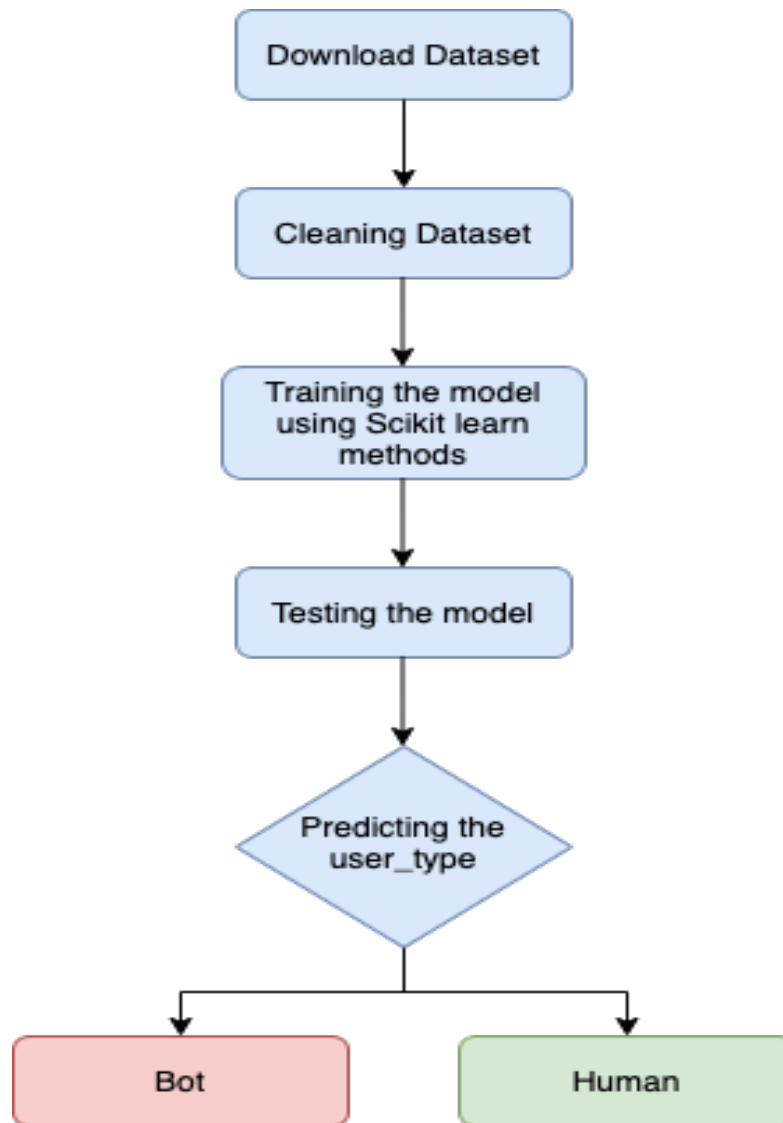 Download Dataset
Cleaning Dataset
Training the model
using Scikit learn
methods
Testing the model
Predicting the
user_type
Bot
Human